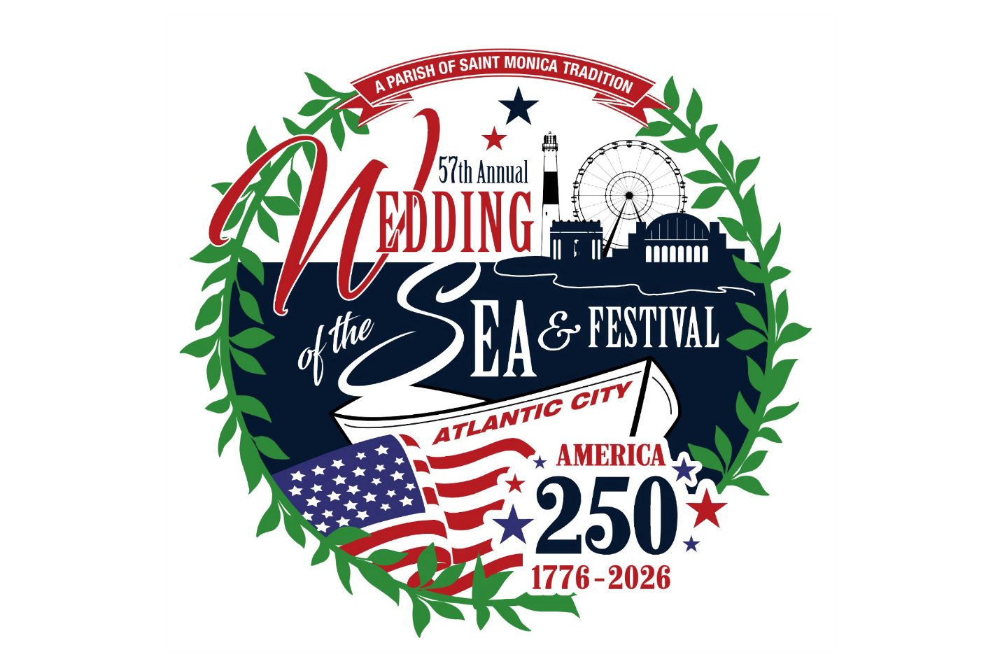 A PARISH OF SAINT MONICA TRADITION
57th Annual
WEDDING
of the SEA & FESTIVAL
ATLANTIC CITY
AMERICA
250
1776-2026